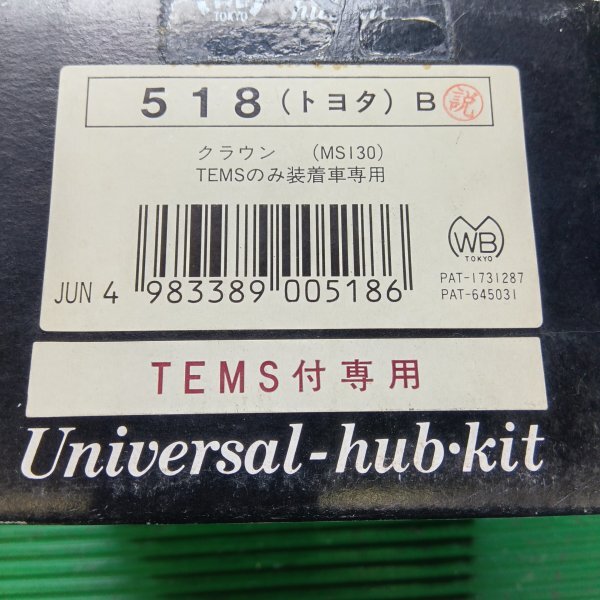 TOKYO
518(トヨタ)B 説
クラウン (MS130)
TEMSのみ装着車専用
WB
TOKYO
PAT-1731287
PAT-645031
JUN 4 983389 005186
TEMS付専用
Universal-hub・kit